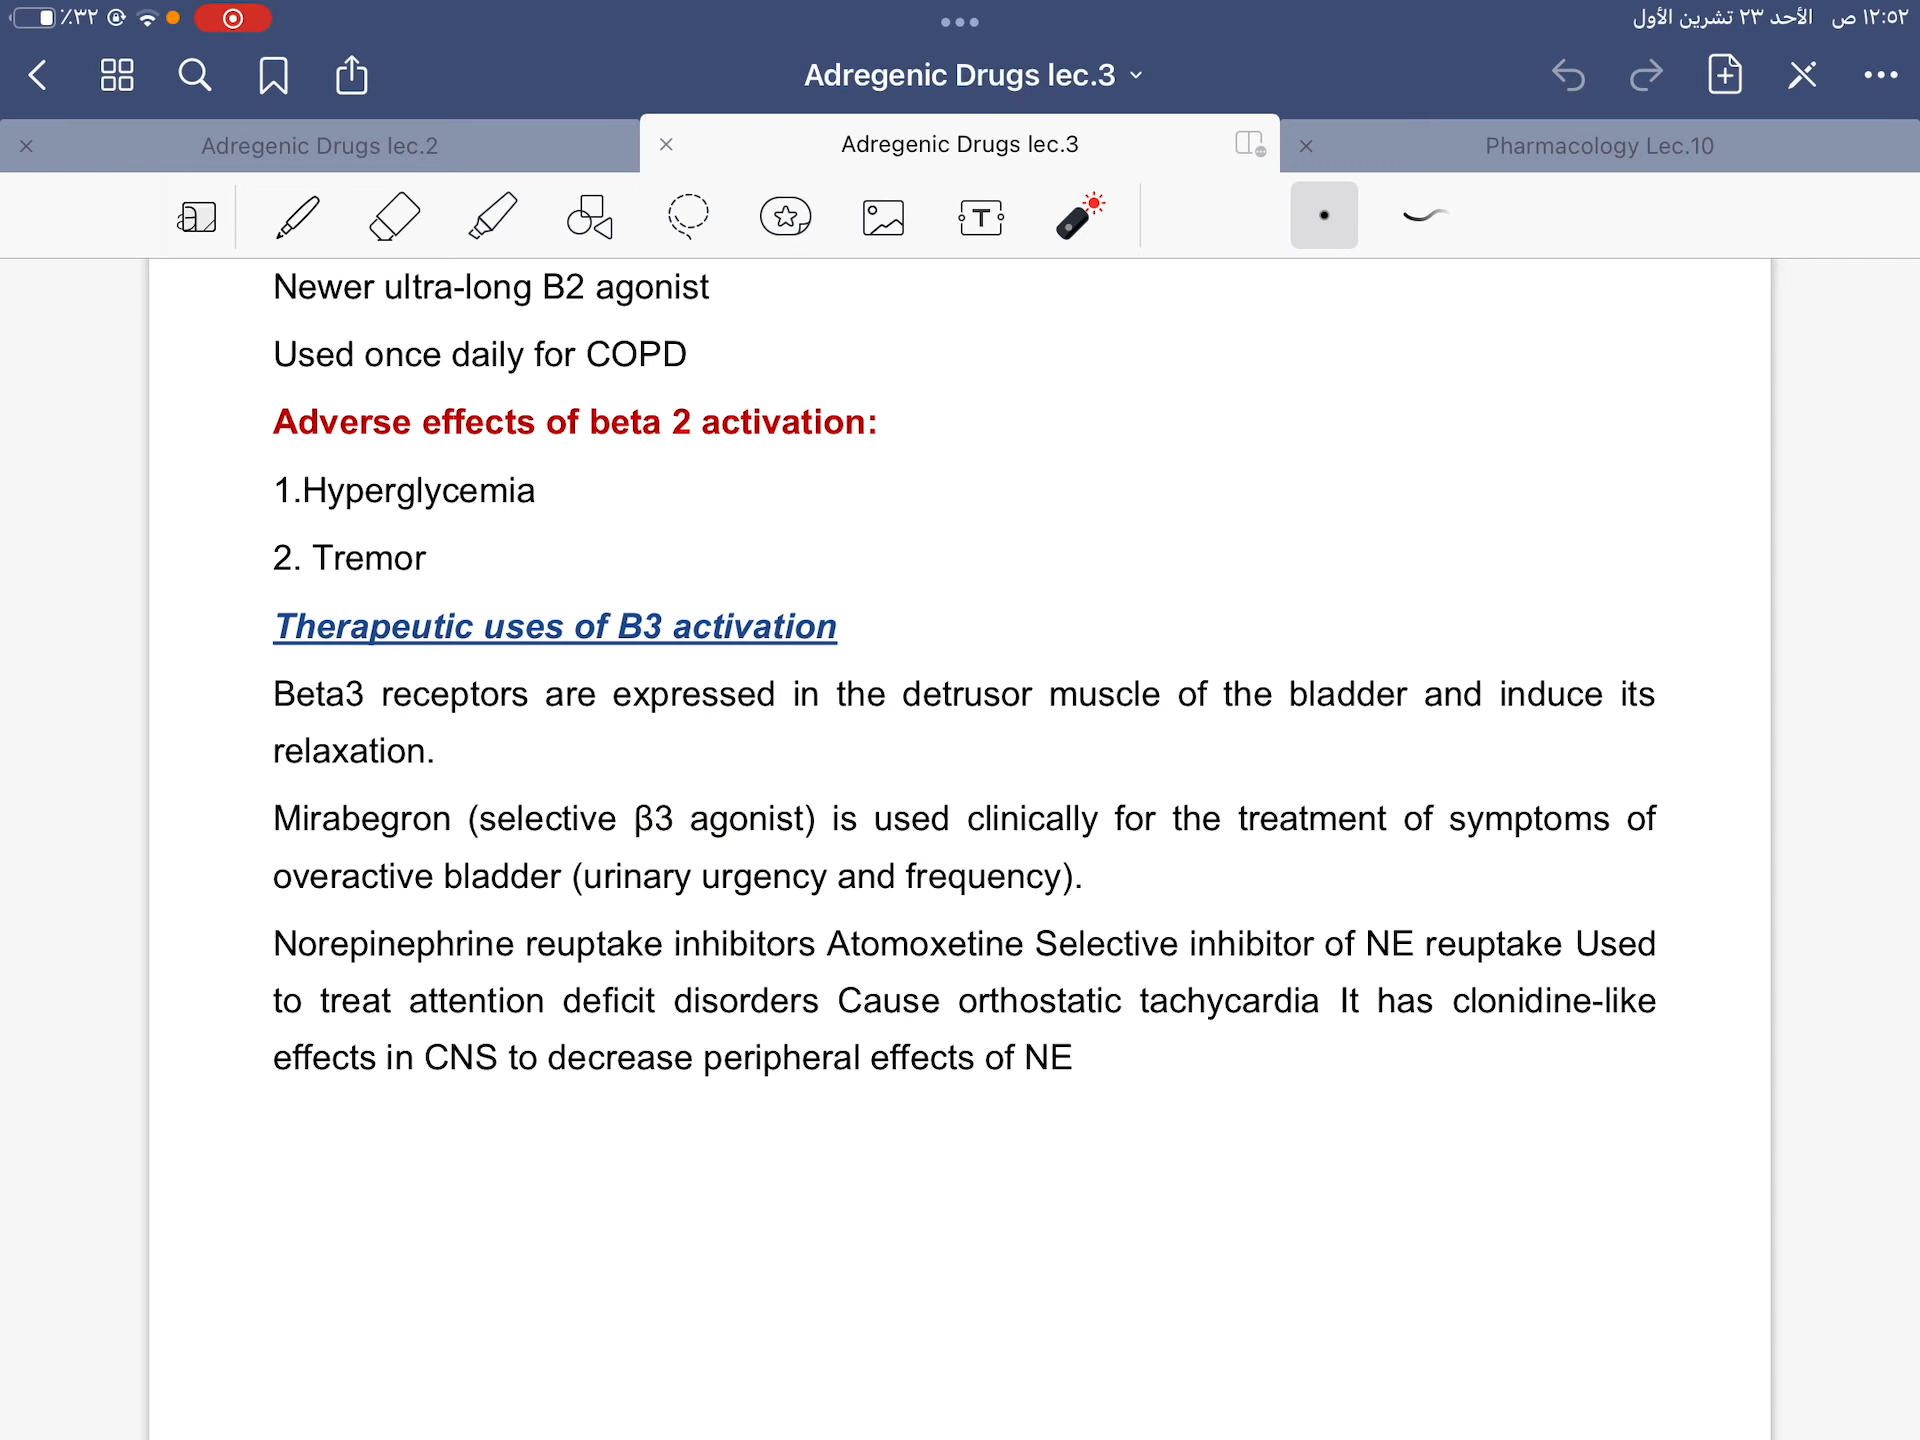 ٪٣٢
١٢:٥٢ ص الأحد ٢٣ تشرين الأول
Adregenic Drugs lec.3
Adregenic Drugs lec.2
Adregenic Drugs lec.3
Pharmacology Lec.10
a
T
Newer ultra-long B2 agonist
Used once daily for COPD
Adverse effects of beta 2 activation:
1.Hyperglycemia
2. Tremor
Therapeutic uses of B3 activation
Beta3 receptors are expressed in the detrusor muscle of the bladder and induce its
relaxation.
Mirabegron (selective β3 agonist) is used clinically for the treatment of symptoms of
overactive bladder (urinary urgency and frequency).
Norepinephrine reuptake inhibitors Atomoxetine Selective inhibitor of NE reuptake Used
to treat attention deficit disorders Cause orthostatic tachycardia It has clonidine-like
effects in CNS to decrease peripheral effects of NE